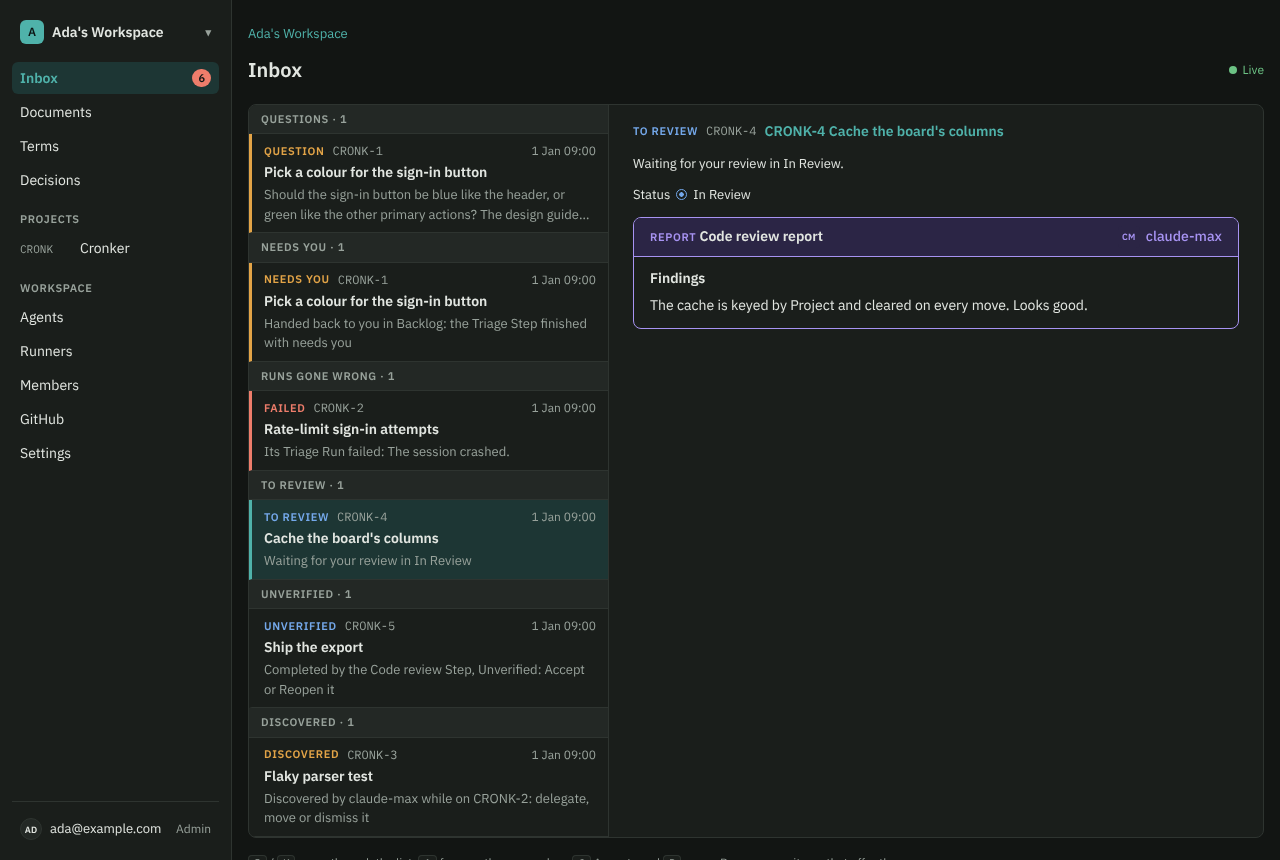 A Ada's Workspace ▾
Inbox 6
Documents
Terms
Decisions
PROJECTS
CRONK Cronker
WORKSPACE
Agents
Runners
Members
GitHub
Settings
AD ada@example.com Admin
Ada's Workspace
Inbox
Live
QUESTIONS · 1
QUESTION CRONK-1 1 Jan 09:00
Pick a colour for the sign-in button
Should the sign-in button be blue like the header, or
green like the other primary actions? The design guide…
NEEDS YOU · 1
NEEDS YOU CRONK-1 1 Jan 09:00
Pick a colour for the sign-in button
Handed back to you in Backlog: the Triage Step finished
with needs you
RUNS GONE WRONG · 1
FAILED CRONK-2 1 Jan 09:00
Rate-limit sign-in attempts
Its Triage Run failed: The session crashed.
TO REVIEW · 1
TO REVIEW CRONK-4 1 Jan 09:00
Cache the board's columns
Waiting for your review in In Review
UNVERIFIED · 1
UNVERIFIED CRONK-5 1 Jan 09:00
Ship the export
Completed by the Code review Step, Unverified: Accept
or Reopen it
DISCOVERED · 1
DISCOVERED CRONK-3 1 Jan 09:00
Flaky parser test
Discovered by claude-max while on CRONK-2: delegate,
move or dismiss it
TO REVIEW CRONK-4 CRONK-4 Cache the board's columns
Waiting for your review in In Review.
Status In Review
REPORT Code review report CM claude-max
Findings
The cache is keyed by Project and cleared on every move. Looks good.